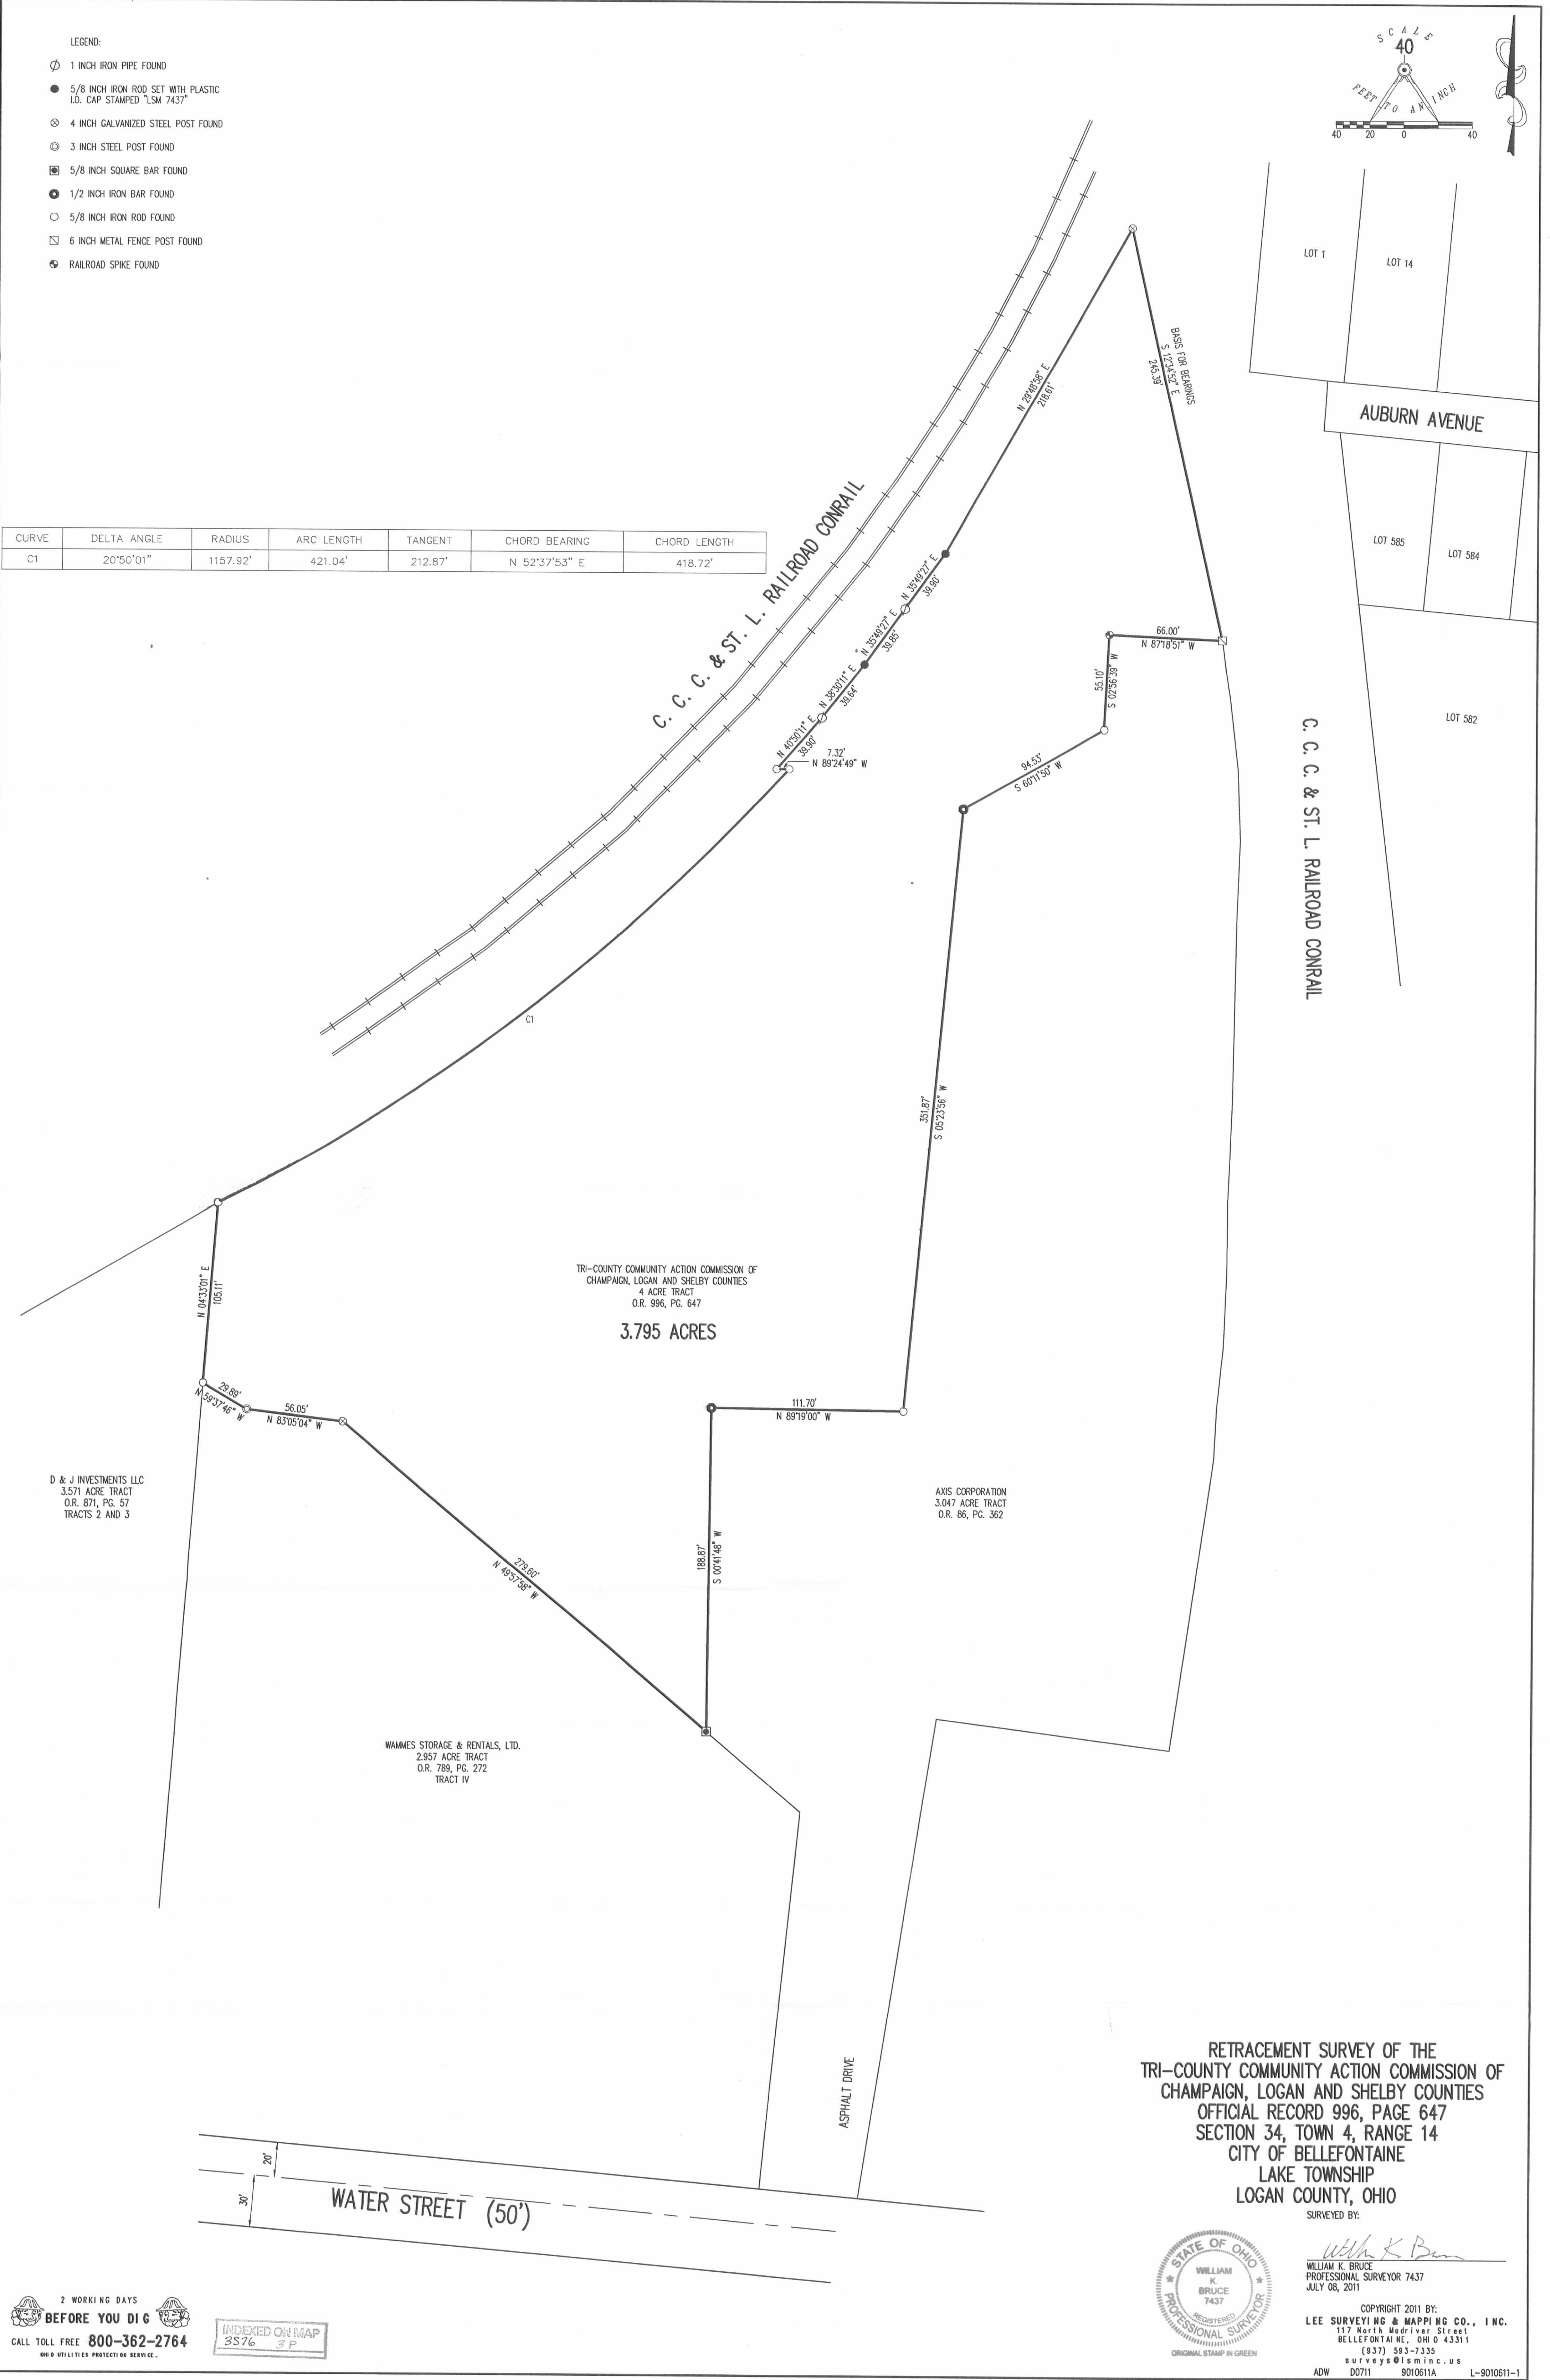 LEGEND:
1 INCH IRON PIPE FOUND
5/8 INCH IRON ROD SET WITH PLASTIC
I.D. CAP STAMPED "LSM 7437"
4 INCH GALVANIZED STEEL POST FOUND
3 INCH STEEL POST FOUND
5/8 INCH SQUARE BAR FOUND
1/2 INCH IRON BAR FOUND
5/8 INCH IRON ROD FOUND
6 INCH METAL FENCE POST FOUND
RAILROAD SPIKE FOUND
SCALE
40
FEET TO AN INCH
40 20 0 40
LOT 1
LOT 14
AUBURN AVENUE
LOT 585
LOT 584
LOT 582
BASIS FOR BEARINGS
S 12°34'52" E
245.39'
N 29°48'58" E
218.61'
CURVE DELTA ANGLE RADIUS ARC LENGTH TANGENT CHORD BEARING CHORD LENGTH
C1 20°50'01" 1157.92' 421.04' 212.87' N 52°37'53" E 418.72'
C. C. C. & ST. L. RAILROAD CONRAIL
N 35°49'27" E
39.90'
N 35°49'27" E
39.85'
N 38°30'11" E
39.64'
N 40°50'11" E
39.90'
7.32'
N 89°24'49" W
66.00'
N 87°18'51" W
55.10'
S 02°56'39" W
94.53'
S 60°11'50" W
C. C. C. & ST. L. RAILROAD CONRAIL
C1
351.87'
S 05°23'56" W
N 04°33'01" E
105.11'
TRI-COUNTY COMMUNITY ACTION COMMISSION OF
CHAMPAIGN, LOGAN AND SHELBY COUNTIES
4 ACRE TRACT
O.R. 996, PG. 647
3.795 ACRES
29.89'
N 59°37'46" W
56.05'
N 83°05'04" W
111.70'
N 89°19'00" W
D & J INVESTMENTS LLC
3.571 ACRE TRACT
O.R. 871, PG. 57
TRACTS 2 AND 3
AXIS CORPORATION
3.047 ACRE TRACT
O.R. 86, PG. 362
279.60'
N 49°57'58" W
188.87'
S 00°41'48" W
WAMMES STORAGE & RENTALS, LTD.
2.957 ACRE TRACT
O.R. 789, PG. 272
TRACT IV
ASPHALT DRIVE
20'
30'
WATER STREET (50')
RETRACEMENT SURVEY OF THE
TRI-COUNTY COMMUNITY ACTION COMMISSION OF
CHAMPAIGN, LOGAN AND SHELBY COUNTIES
OFFICIAL RECORD 996, PAGE 647
SECTION 34, TOWN 4, RANGE 14
CITY OF BELLEFONTAINE
LAKE TOWNSHIP
LOGAN COUNTY, OHIO
SURVEYED BY:
STATE OF OHIO
WILLIAM
K.
BRUCE
7437
REGISTERED
PROFESSIONAL SURVEYOR
ORIGINAL STAMP IN GREEN
William K Bruce
WILLIAM K. BRUCE
PROFESSIONAL SURVEYOR 7437
JULY 08, 2011
COPYRIGHT 2011 BY:
LEE SURVEYING & MAPPING CO., INC.
117 North Madriver Street
BELLEFONTAINE, OHIO 43311
(937) 593-7335
surveys@lsminc.us
ADW D0711 9010611A L-9010611-1
2 WORKING DAYS
BEFORE YOU DIG
CALL TOLL FREE 800-362-2764
OHIO UTILITIES PROTECTION SERVICE.
INDEXED ON MAP
3S76 3P